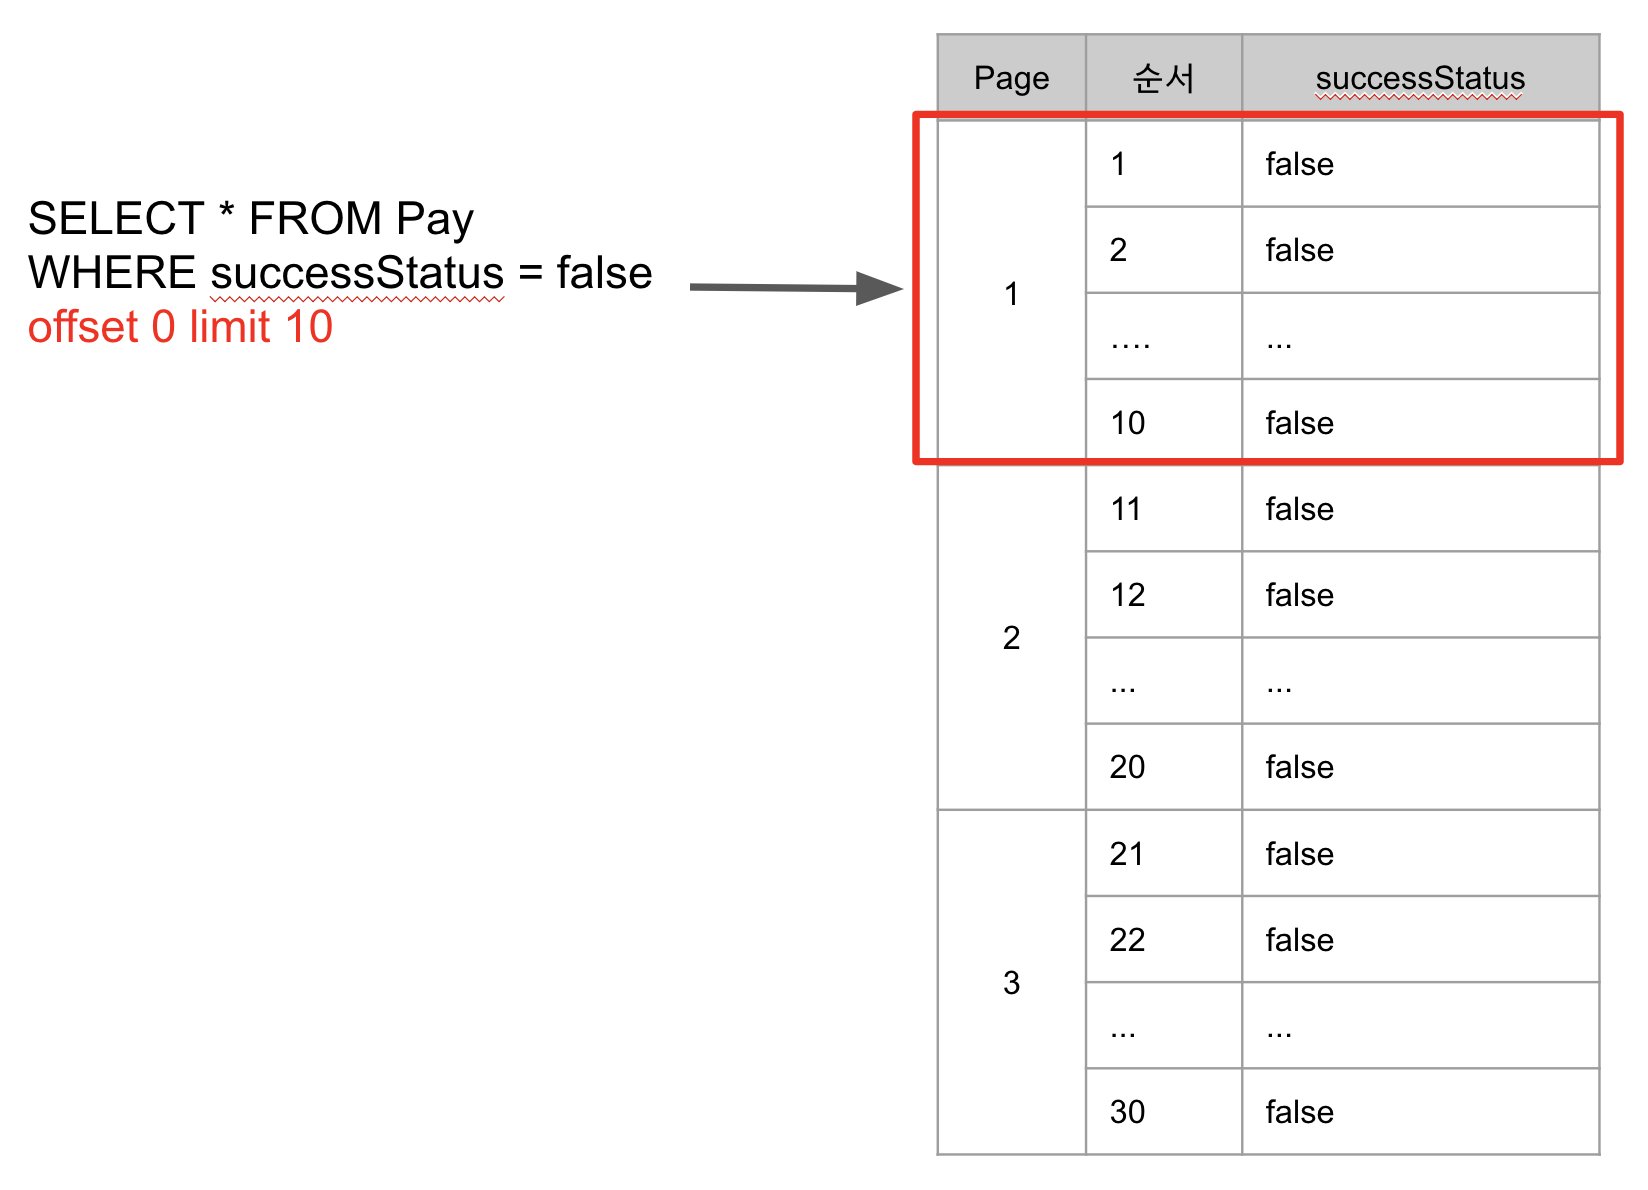 SELECT * FROM Pay
WHERE successStatus = false
offset 0 limit 10
Page 순서 successStatus
1
1 false
2 false
.... ...
10 false
2
11 false
12 false
... ...
20 false
3
21 false
22 false
... ...
30 false